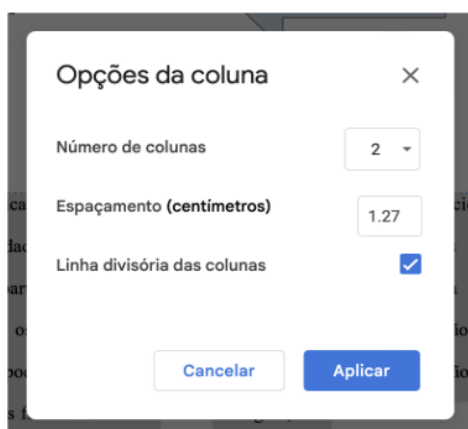 Opções da coluna
Número de colunas 2
Espaçamento (centímetros) 1.27
Linha divisória das colunas
Cancelar Aplicar